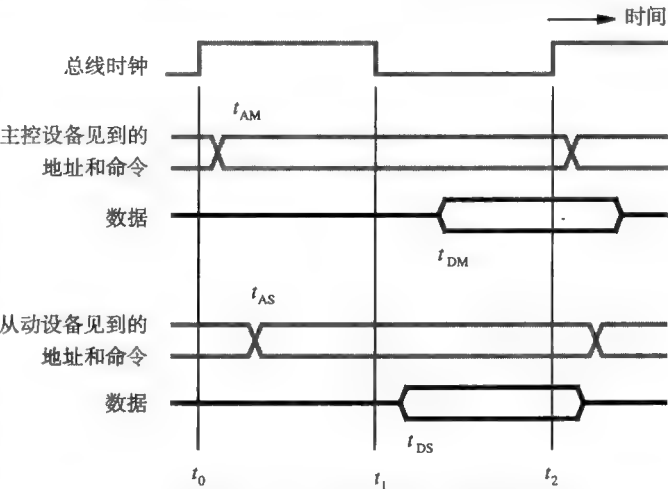 时间
总线时钟
t_AM
主控设备见到的
地址和命令
数据
t_DM
t_AS
从动设备见到的
地址和命令
数据
t_DS
t_0 t_1 t_2